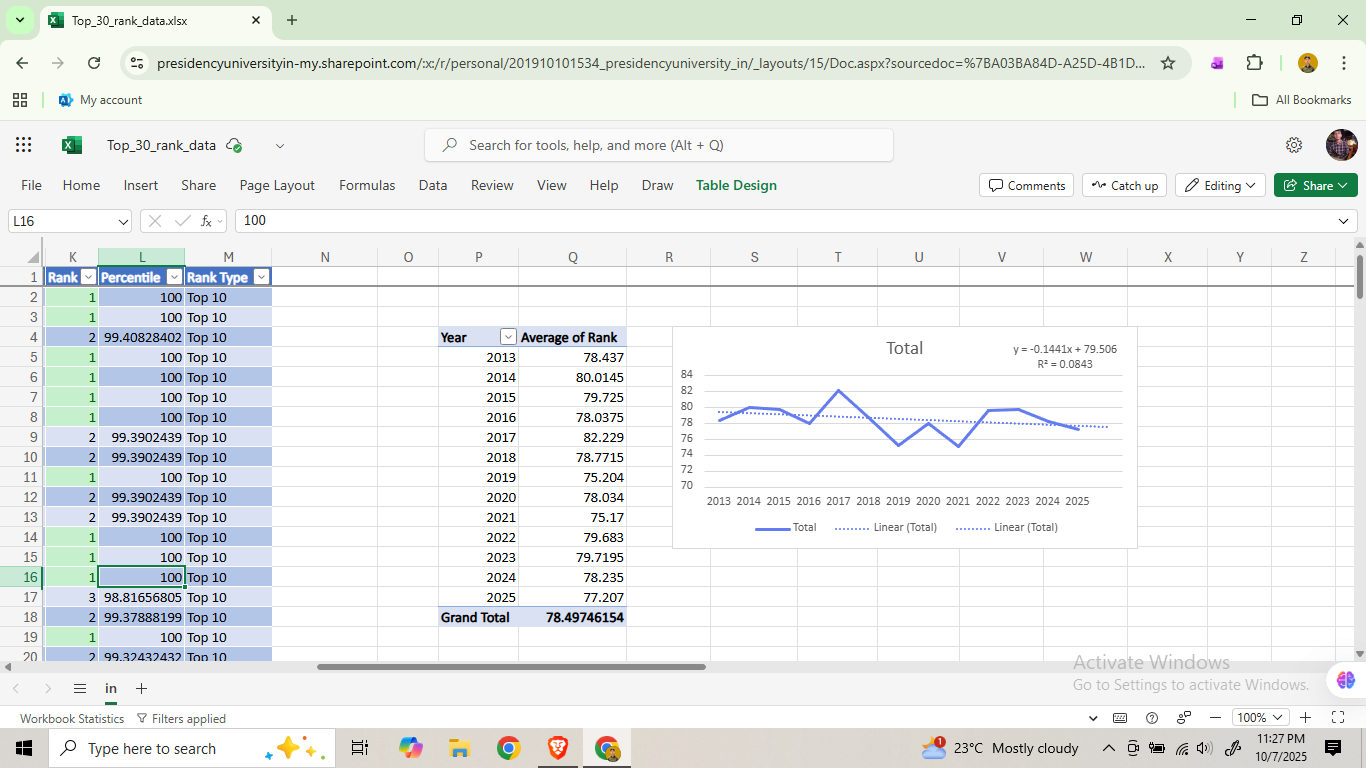 Top_30_rank_data.xlsx
presidencyuniversityin-my.sharepoint.com/:x:/r/personal/201910101534_presidencyuniversity_in/_layouts/15/Doc.aspx?sourcedoc=%7BA03BA84D-A25D-4B1D...
My account
All Bookmarks
Top_30_rank_data
Search for tools, help, and more (Alt + Q)
File Home Insert Share Page Layout Formulas Data Review View Help Draw Table Design
Comments Catch up Editing Share
L16 fx 100
K L M N O P Q R S T U V W X Y Z
1 Rank Percentile Rank Type
2 1 100 Top 10
3 1 100 Top 10
4 2 99.40828402 Top 10 Year Average of Rank
5 1 100 Top 10 2013 78.437
6 1 100 Top 10 2014 80.0145
7 1 100 Top 10 2015 79.725
8 1 100 Top 10 2016 78.0375
9 2 99.3902439 Top 10 2017 82.229
10 2 99.3902439 Top 10 2018 78.7715
11 1 100 Top 10 2019 75.204
12 2 99.3902439 Top 10 2020 78.034
13 2 99.3902439 Top 10 2021 75.17
14 1 100 Top 10 2022 79.683
15 1 100 Top 10 2023 79.7195
16 1 100 Top 10 2024 78.235
17 3 98.81656805 Top 10 2025 77.207
18 2 99.37888199 Top 10 Grand Total 78.49746154
19 1 100 Top 10
20 2 99.32432432 Top 10
Total
y = -0.1441x + 79.506
R² = 0.0843
84
82
80
78
76
74
72
70
2013 2014 2015 2016 2017 2018 2019 2020 2021 2022 2023 2024 2025
Total Linear (Total) Linear (Total)
Activate Windows
Go to Settings to activate Windows.
in
Workbook Statistics Filters applied
100%
Type here to search
1
23°C Mostly cloudy
11:27 PM
10/7/2025